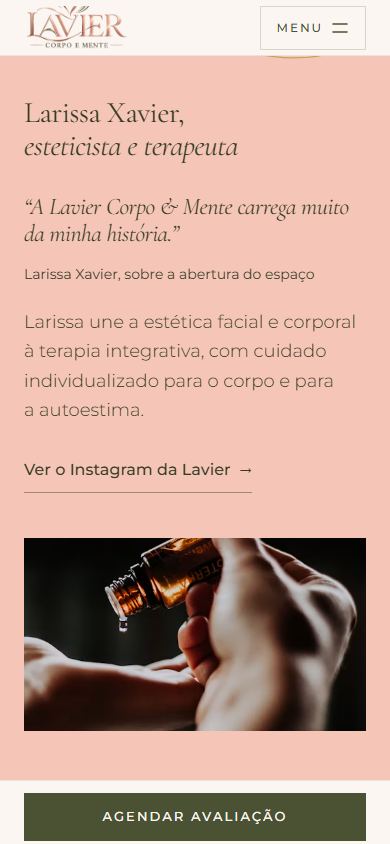 LAVIER
CORPO E MENTE
MENU
Larissa Xavier,
esteticista e terapeuta
“A Lavier Corpo & Mente carrega muito
da minha história.”
Larissa Xavier, sobre a abertura do espaço
Larissa une a estética facial e corporal
à terapia integrativa, com cuidado
individualizado para o corpo e para
a autoestima.
Ver o Instagram da Lavier →
AGENDAR AVALIAÇÃO